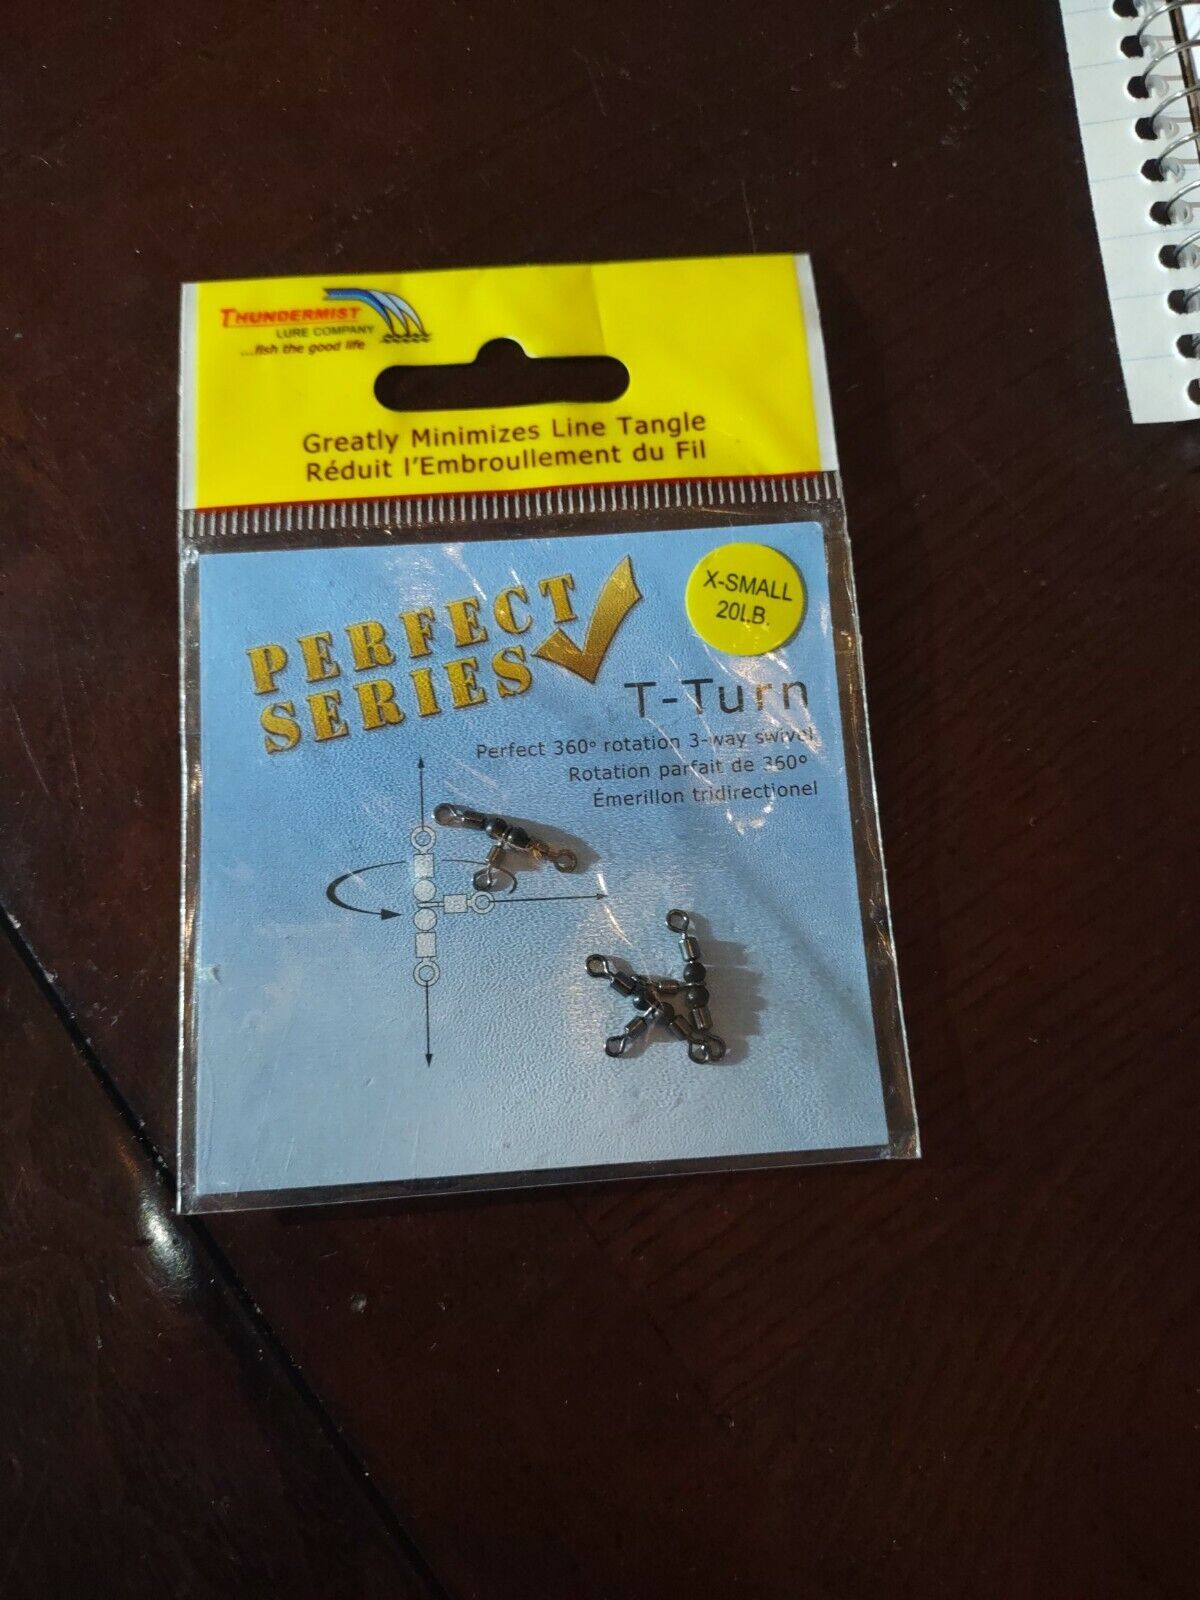 THUNDERMIST
LURE COMPANY
...fish the good life
Greatly Minimizes Line Tangle
Réduit l'Embroullement du Fil
PERFECT
SERIES
X-SMALL
20LB.
T-Turn
Perfect 360° rotation 3-way swivel
Rotation parfait de 360°
Émerillon tridirectionel